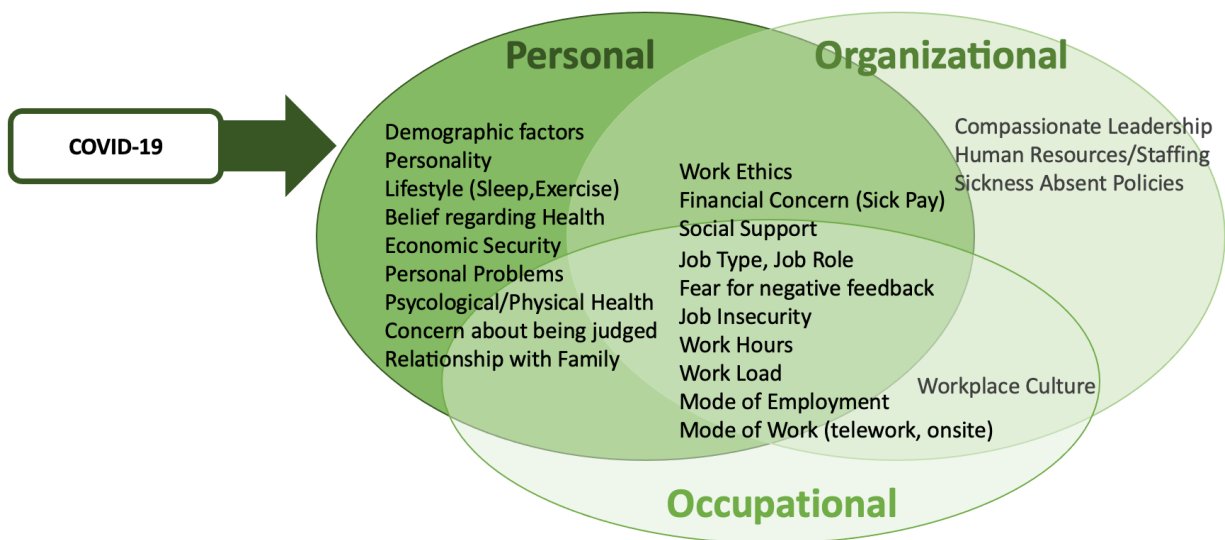 Personal
Organizational
COVID-19
Demographic factors
Personality
Lifestyle (Sleep,Exercise)
Belief regarding Health
Economic Security
Personal Problems
Psycological/Physical Health
Concern about being judged
Relationship with Family
Work Ethics
Financial Concern (Sick Pay)
Social Support
Job Type, Job Role
Fear for negative feedback
Job Insecurity
Work Hours
Work Load
Mode of Employment
Mode of Work (telework, onsite)
Compassionate Leadership
Human Resources/Staffing
Sickness Absent Policies
Workplace Culture
Occupational